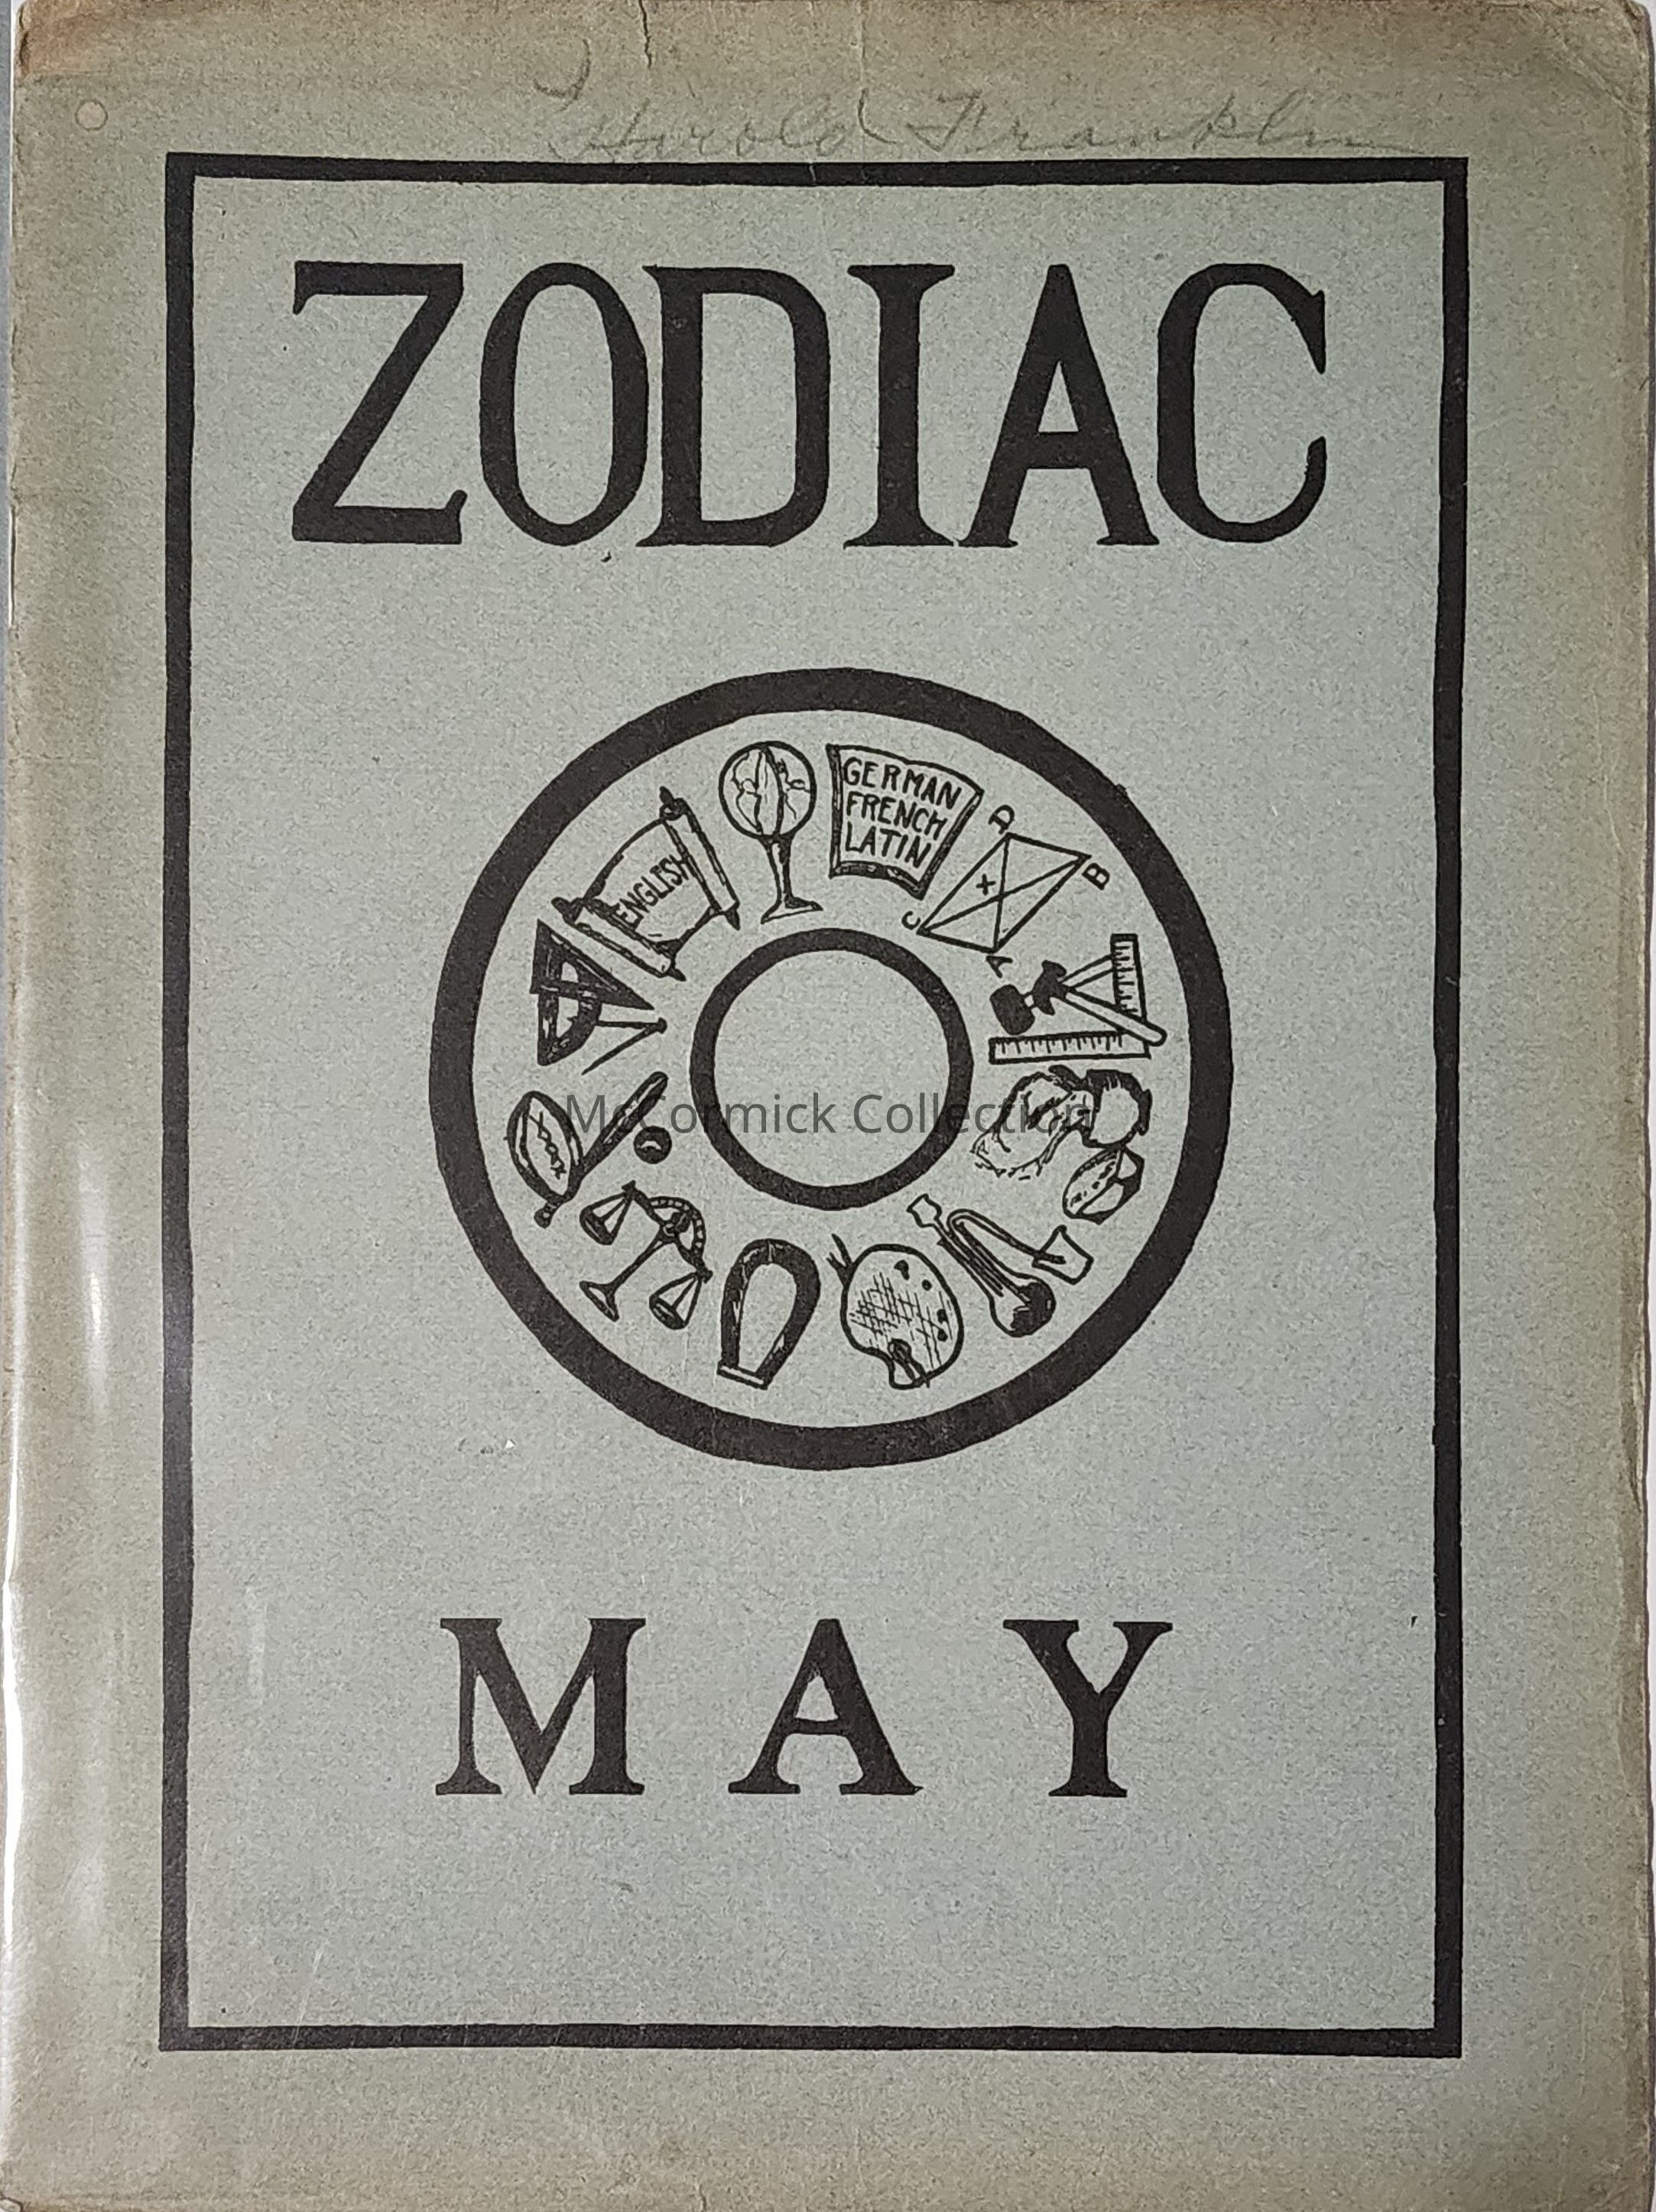 Harold Franklin
ZODIAC
GERMAN
FRENCH
LATIN
ENGLISH
D
B
X
C
A
McCormick Collection
MAY